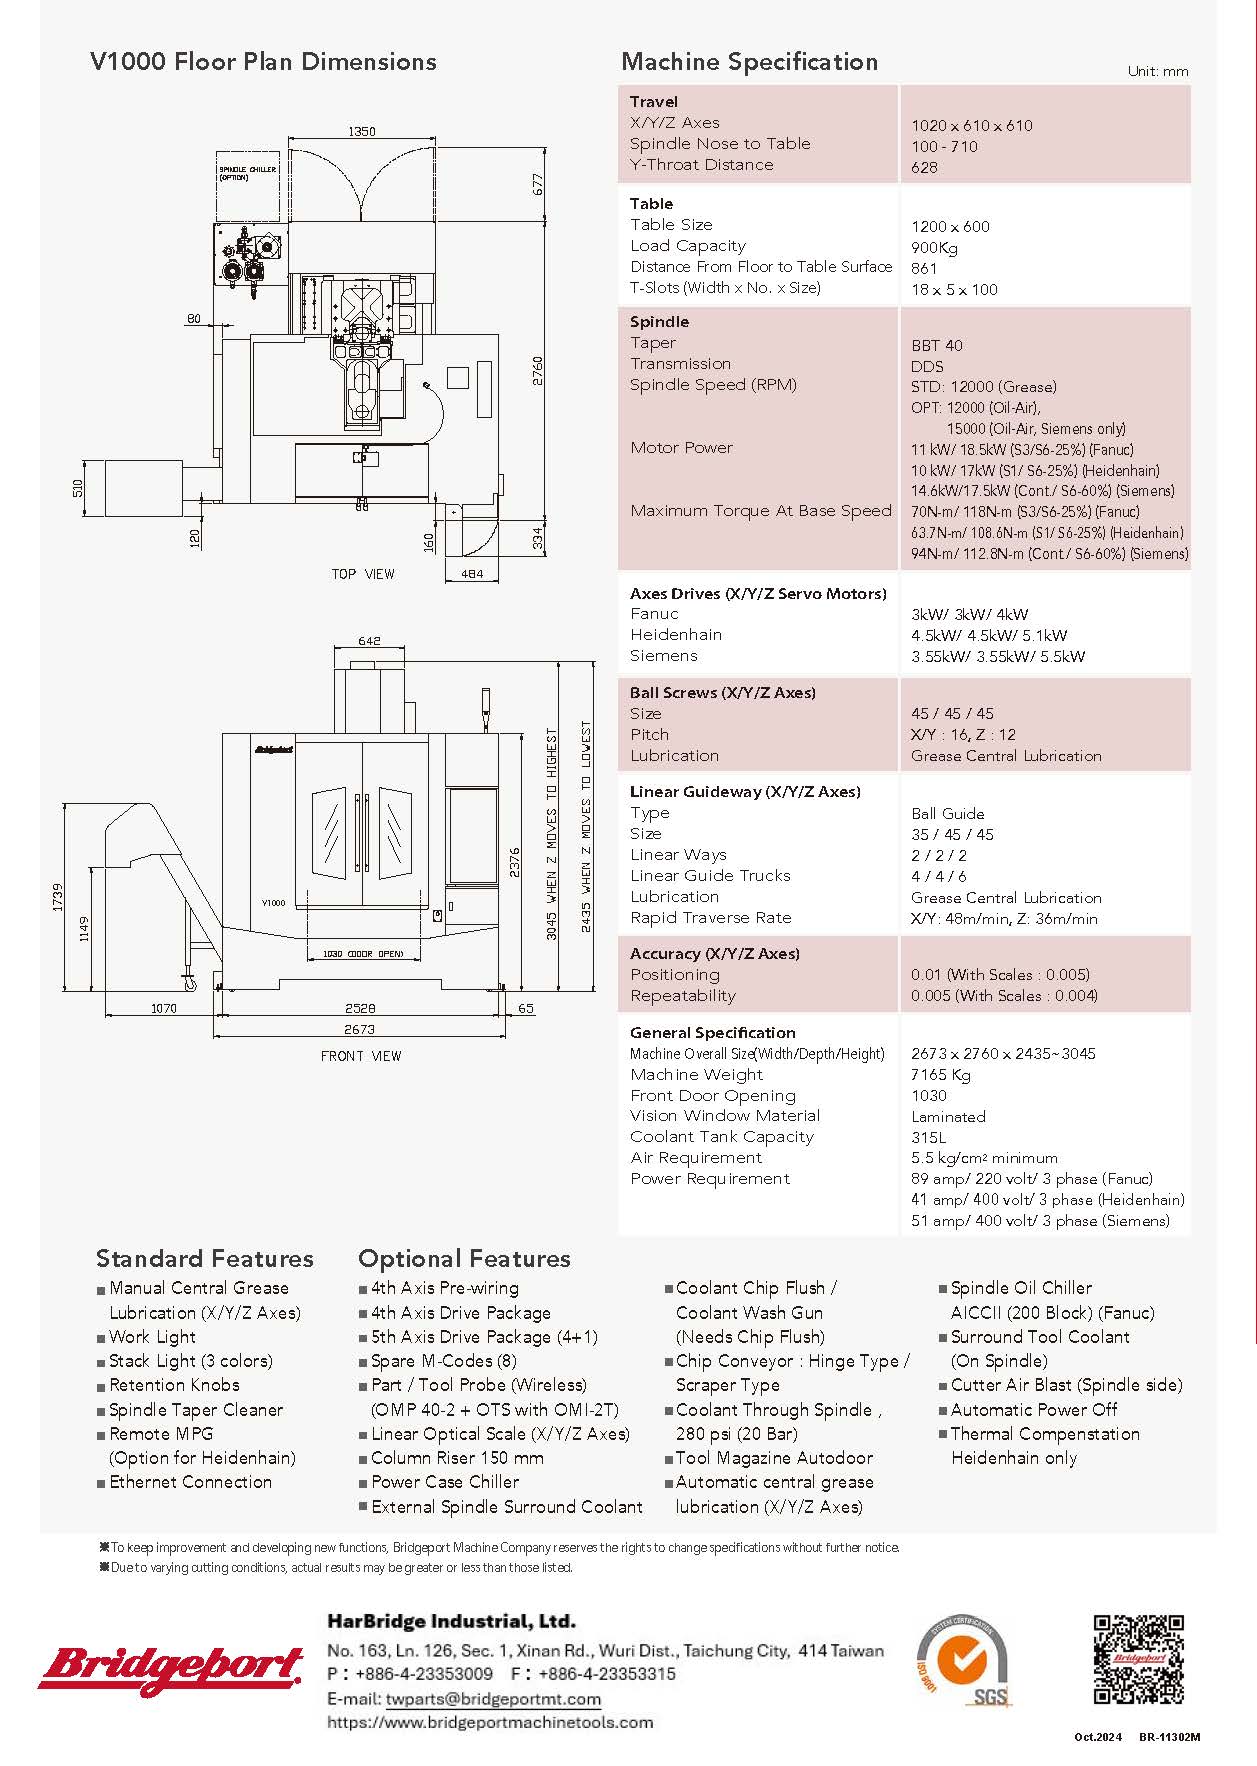 V1000 Floor Plan Dimensions
1350
SPINDLE CHILLER
(OPTION)
677
80
2760
510
120
160
334
TOP VIEW
484
642
Bridgeport
3045 WHEN Z MOVES TO HIGHEST
2435 WHEN Z MOVES TO LOWEST
2376
1739
1149
V1000
1030 (DOOR OPEN)
1070
2528
65
2673
FRONT VIEW
Machine Specification
Unit: mm
Travel
X/Y/Z Axes 1020 x 610 x 610
Spindle Nose to Table 100 - 710
Y-Throat Distance 628
Table
Table Size 1200 x 600
Load Capacity 900Kg
Distance From Floor to Table Surface 861
T-Slots (Width x No. x Size) 18 x 5 x 100
Spindle
Taper BBT 40
Transmission DDS
Spindle Speed (RPM) STD: 12000 (Grease)
OPT: 12000 (Oil-Air),
15000 (Oil-Air, Siemens only)
Motor Power 11 kW/ 18.5kW (S3/S6-25%) (Fanuc)
10 kW/ 17kW (S1/ S6-25%) (Heidenhain)
14.6kW/17.5kW (Cont./ S6-60%) (Siemens)
Maximum Torque At Base Speed 70N-m/ 118N-m (S3/S6-25%) (Fanuc)
63.7N-m/ 108.6N-m (S1/ S6-25%) (Heidenhain)
94N-m/ 112.8N-m (Cont./ S6-60%) (Siemens)
Axes Drives (X/Y/Z Servo Motors)
Fanuc 3kW/ 3kW/ 4kW
Heidenhain 4.5kW/ 4.5kW/ 5.1kW
Siemens 3.55kW/ 3.55kW/ 5.5kW
Ball Screws (X/Y/Z Axes)
Size 45 / 45 / 45
Pitch X/Y : 16, Z : 12
Lubrication Grease Central Lubrication
Linear Guideway (X/Y/Z Axes)
Type Ball Guide
Size 35 / 45 / 45
Linear Ways 2 / 2 / 2
Linear Guide Trucks 4 / 4 / 6
Lubrication Grease Central Lubrication
Rapid Traverse Rate X/Y: 48m/min, Z: 36m/min
Accuracy (X/Y/Z Axes)
Positioning 0.01 (With Scales : 0.005)
Repeatability 0.005 (With Scales : 0.004)
General Specification
Machine Overall Size(Width/Depth/Height) 2673 x 2760 x 2435~3045
Machine Weight 7165 Kg
Front Door Opening 1030
Vision Window Material Laminated
Coolant Tank Capacity 315L
Air Requirement 5.5 kg/cm² minimum
Power Requirement 89 amp/ 220 volt/ 3 phase (Fanuc)
41 amp/ 400 volt/ 3 phase (Heidenhain)
51 amp/ 400 volt/ 3 phase (Siemens)
Standard Features
■ Manual Central Grease
Lubrication (X/Y/Z Axes)
■ Work Light
■ Stack Light (3 colors)
■ Retention Knobs
■ Spindle Taper Cleaner
■ Remote MPG
(Option for Heidenhain)
■ Ethernet Connection
Optional Features
■ 4th Axis Pre-wiring
■ 4th Axis Drive Package
■ 5th Axis Drive Package (4+1)
■ Spare M-Codes (8)
■ Part / Tool Probe (Wireless)
(OMP 40-2 + OTS with OMI-2T)
■ Linear Optical Scale (X/Y/Z Axes)
■ Column Riser 150 mm
■ Power Case Chiller
■ External Spindle Surround Coolant
■ Coolant Chip Flush /
Coolant Wash Gun
(Needs Chip Flush)
■ Chip Conveyor : Hinge Type /
Scraper Type
■ Coolant Through Spindle ,
280 psi (20 Bar)
■ Tool Magazine Autodoor
■ Automatic central grease
lubrication (X/Y/Z Axes)
■ Spindle Oil Chiller
AICCII (200 Block) (Fanuc)
■ Surround Tool Coolant
(On Spindle)
■ Cutter Air Blast (Spindle side)
■ Automatic Power Off
■ Thermal Compenstation
Heidenhain only
※ To keep improvement and developing new functions, Bridgeport Machine Company reserves the rights to change specifications without further notice.
※ Due to varying cutting conditions, actual results may be greater or less than those listed.
Bridgeport
HarBridge Industrial, Ltd.
No. 163, Ln. 126, Sec. 1, Xinan Rd., Wuri Dist., Taichung City, 414 Taiwan
P : +886-4-23353009 F : +886-4-23353315
E-mail: twparts@bridgeportmt.com
https://www.bridgeportmachinetools.com
SYSTEM CERTIFICATION
ISO 9001
SGS
Bridgeport
Oct.2024 BR-11302M